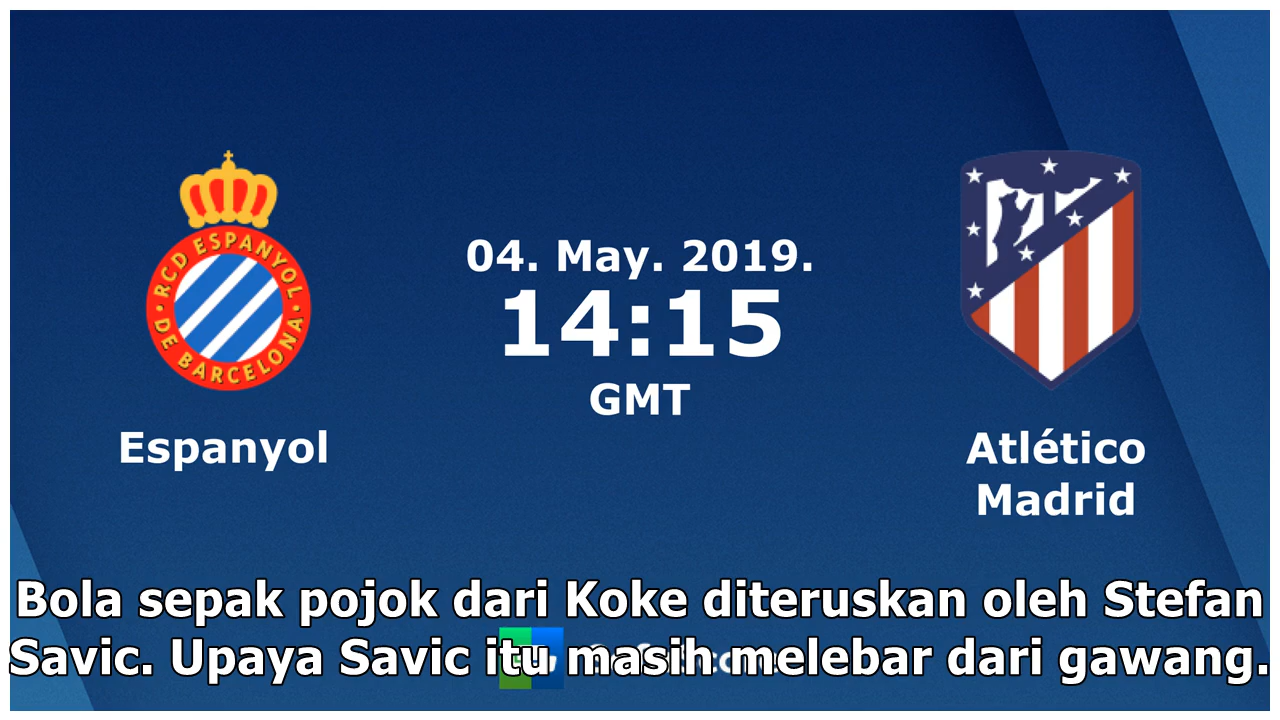 RCD ESPANYOL
DE BARCELONA
04. May. 2019.
14:15
GMT
Espanyol
Atlético
Madrid
Bola sepak pojok dari Koke diteruskan oleh Stefan
Savic. Upaya Savic itu masih melebar dari gawang.